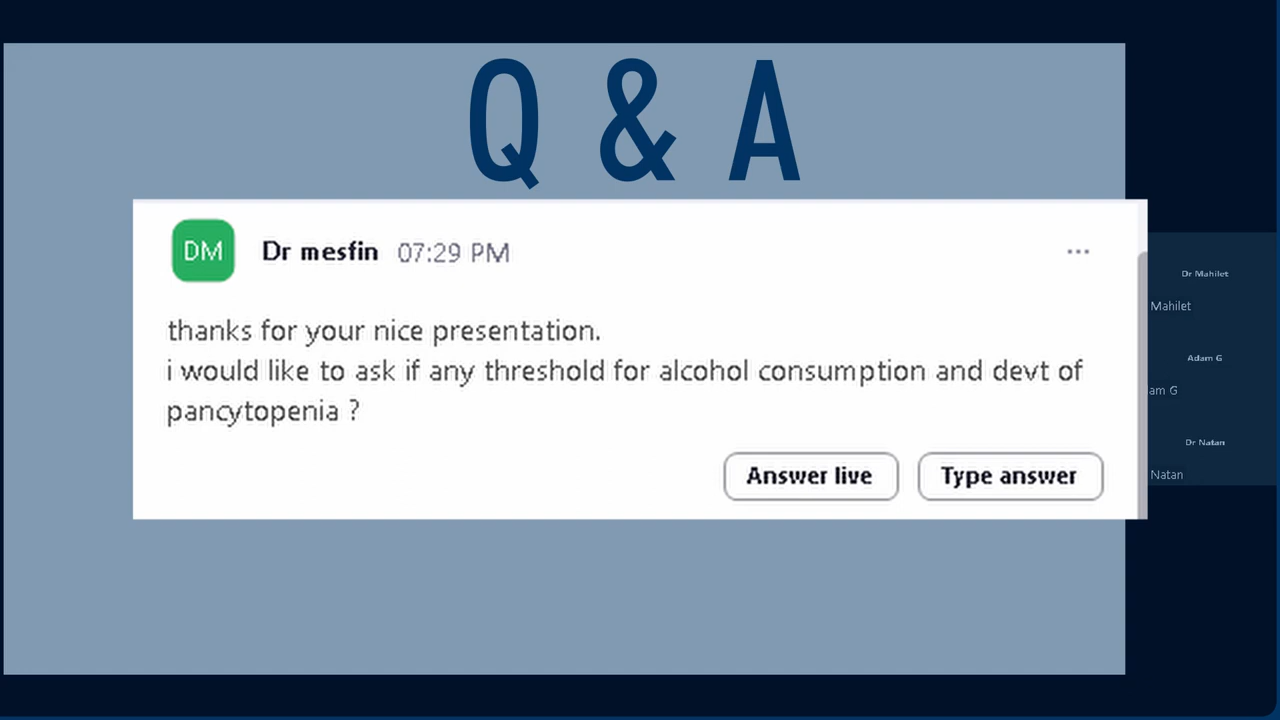 Q & A
DM
Dr mesfin 07:29 PM
...
thanks for your nice presentation.
i would like to ask if any threshold for alcohol consumption and devt of
pancytopenia ?
Answer live
Type answer
Dr Mahilet
Mahilet
Adam G
am G
Dr Natan
Natan